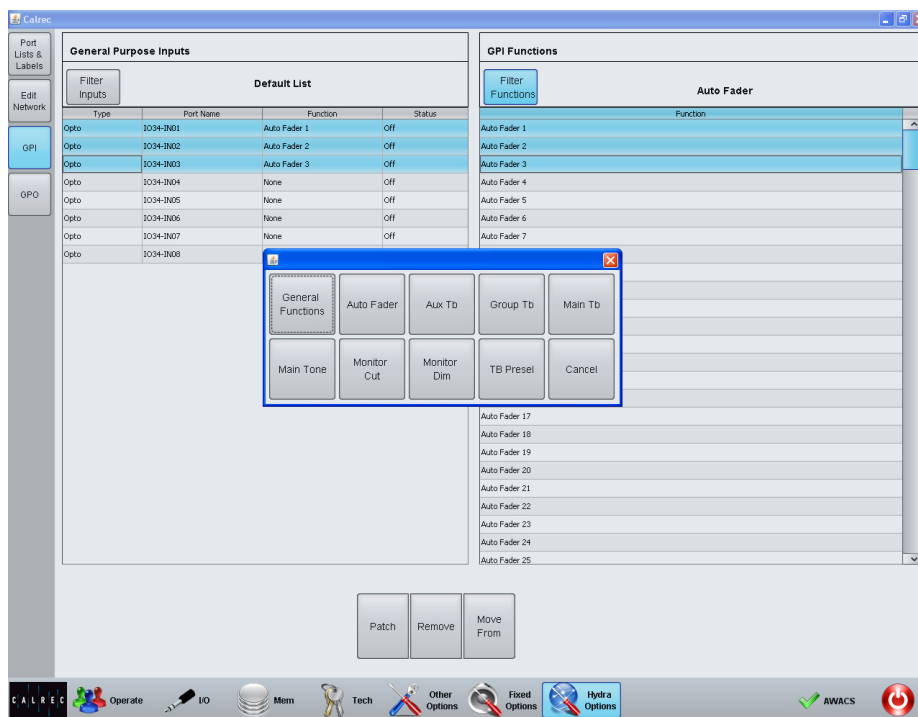 Calrec
Port
Lists &
Labels
Edit
Network
GPI
GPO
General Purpose Inputs
Filter
Inputs
Default List
Type Port Name Function Status
Opto IO34-IN01 Auto Fader 1 Off
Opto IO34-IN02 Auto Fader 2 Off
Opto IO34-IN03 Auto Fader 3 Off
Opto IO34-IN04 None Off
Opto IO34-IN05 None Off
Opto IO34-IN06 None Off
Opto IO34-IN07 None Off
Opto IO34-IN08
GPI Functions
Filter
Functions
Auto Fader
Function
Auto Fader 1
Auto Fader 2
Auto Fader 3
Auto Fader 4
Auto Fader 5
Auto Fader 6
Auto Fader 7
Auto Fader 17
Auto Fader 18
Auto Fader 19
Auto Fader 20
Auto Fader 21
Auto Fader 22
Auto Fader 23
Auto Fader 24
Auto Fader 25
General
Functions
Auto Fader
Aux Tb
Group Tb
Main Tb
Main Tone
Monitor
Cut
Monitor
Dim
TB Presel
Cancel
Patch
Remove
Move
From
CALREC
Operate
I/O
Mem
Tech
Other
Options
Fixed
Options
Hydra
Options
AWACS